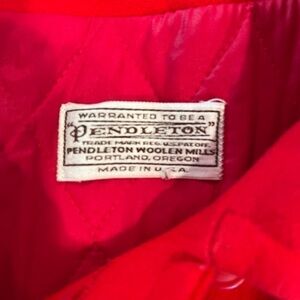 WARRANTED TO BE A
"PENDLETON"
TRADE MARK REG. U.S. PAT. OFF.
PENDLETON WOOLEN MILLS
PORTLAND, OREGON
MADE IN U.S.A.